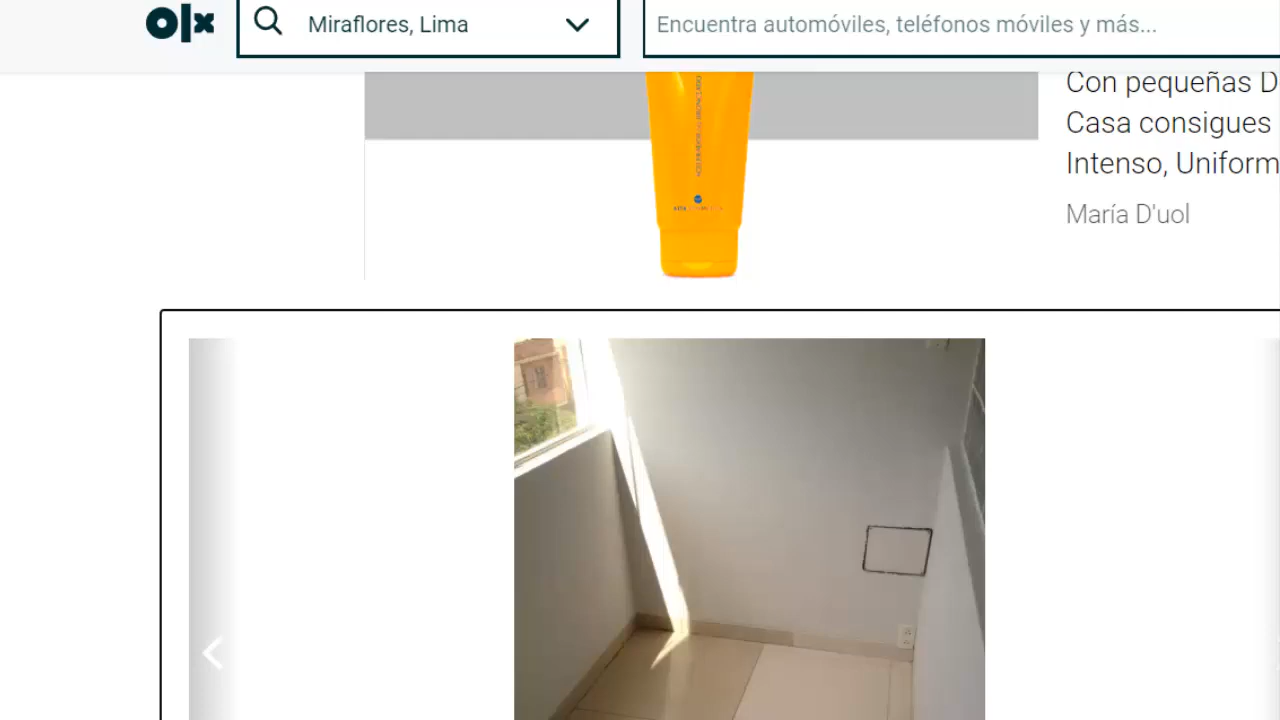 olx
Miraflores, Lima
Encuentra automóviles, teléfonos móviles y más...
Con pequeñas D
Casa consigues
Intenso, Uniform
María D'uol